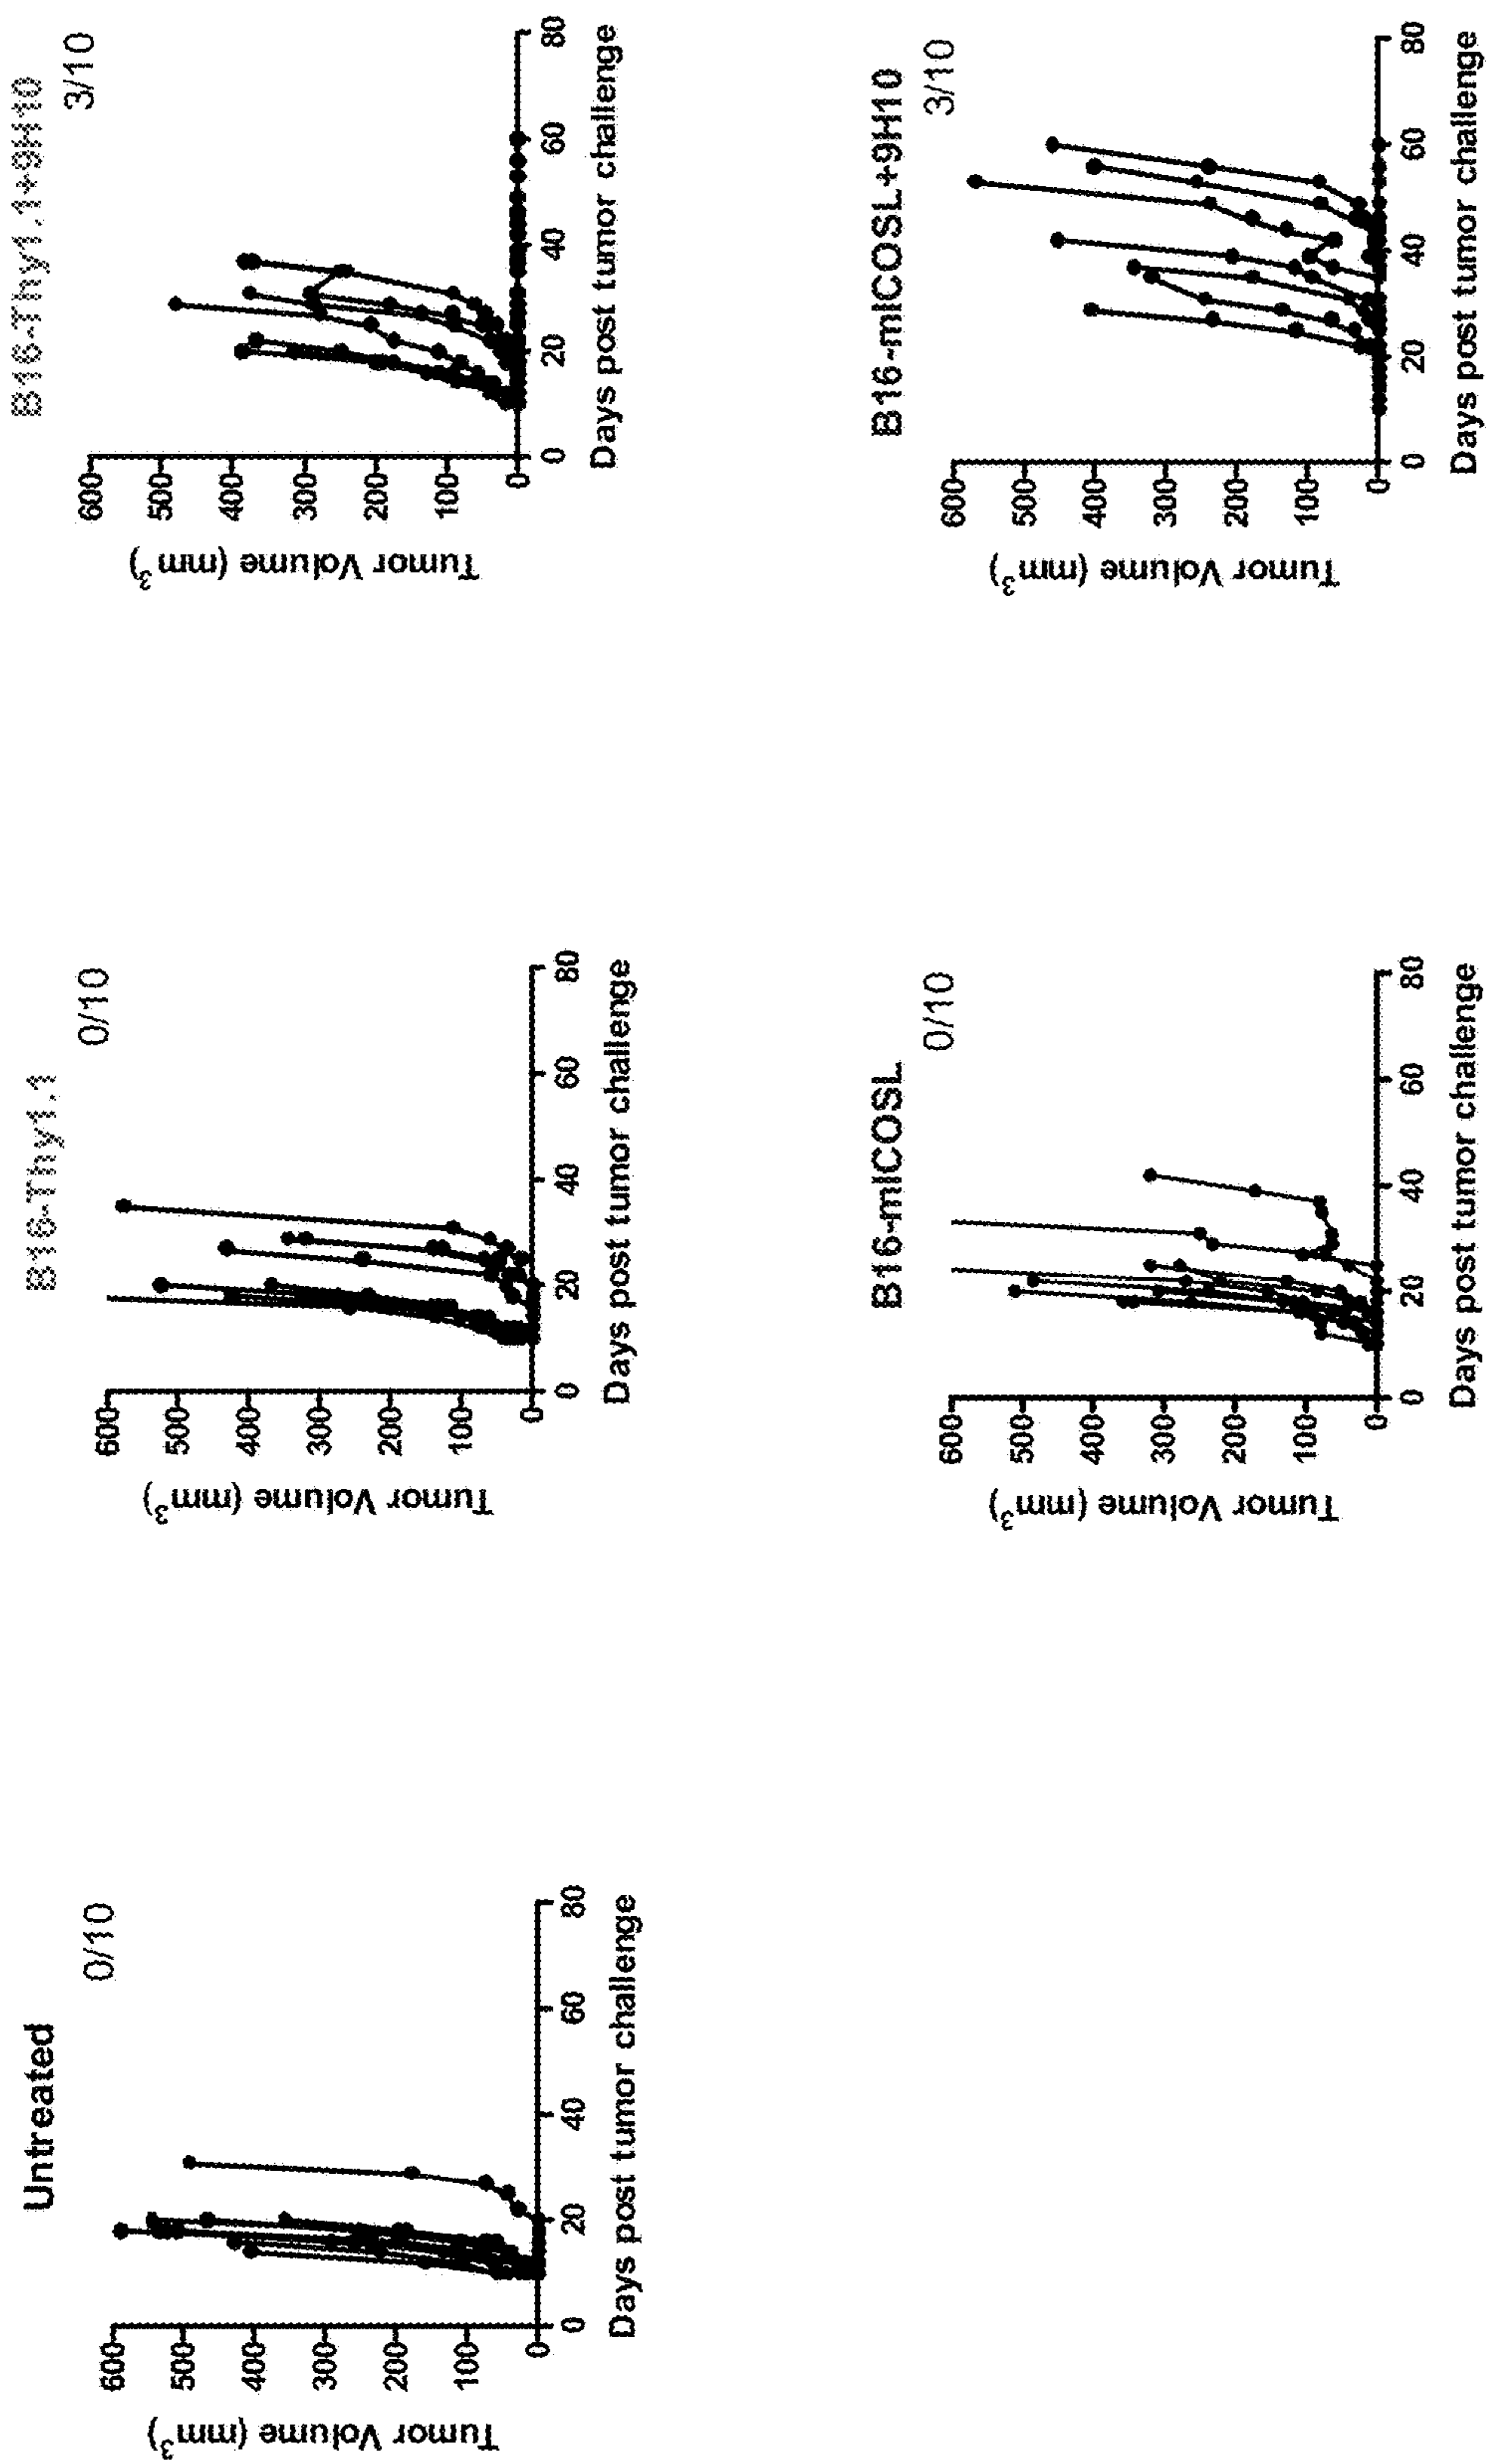 Untreated
0/10
Tumor Volume (mm³)
600
500
400
300
200
100
0
0 20 40 60 80
Days post tumor challenge
B16-Thy1.1
0/10
Tumor Volume (mm³)
600
500
400
300
200
100
0
0 20 40 60 80
Days post tumor challenge
B16-Thy1.1+9H10
3/10
Tumor Volume (mm³)
600
500
400
300
200
100
0
0 20 40 60 80
Days post tumor challenge
B16-mICOSL
0/10
Tumor Volume (mm³)
600
500
400
300
200
100
0
0 20 40 60 80
Days post tumor challenge
B16-mICOSL+9H10
3/10
Tumor Volume (mm³)
600
500
400
300
200
100
0
0 20 40 60 80
Days post tumor challenge